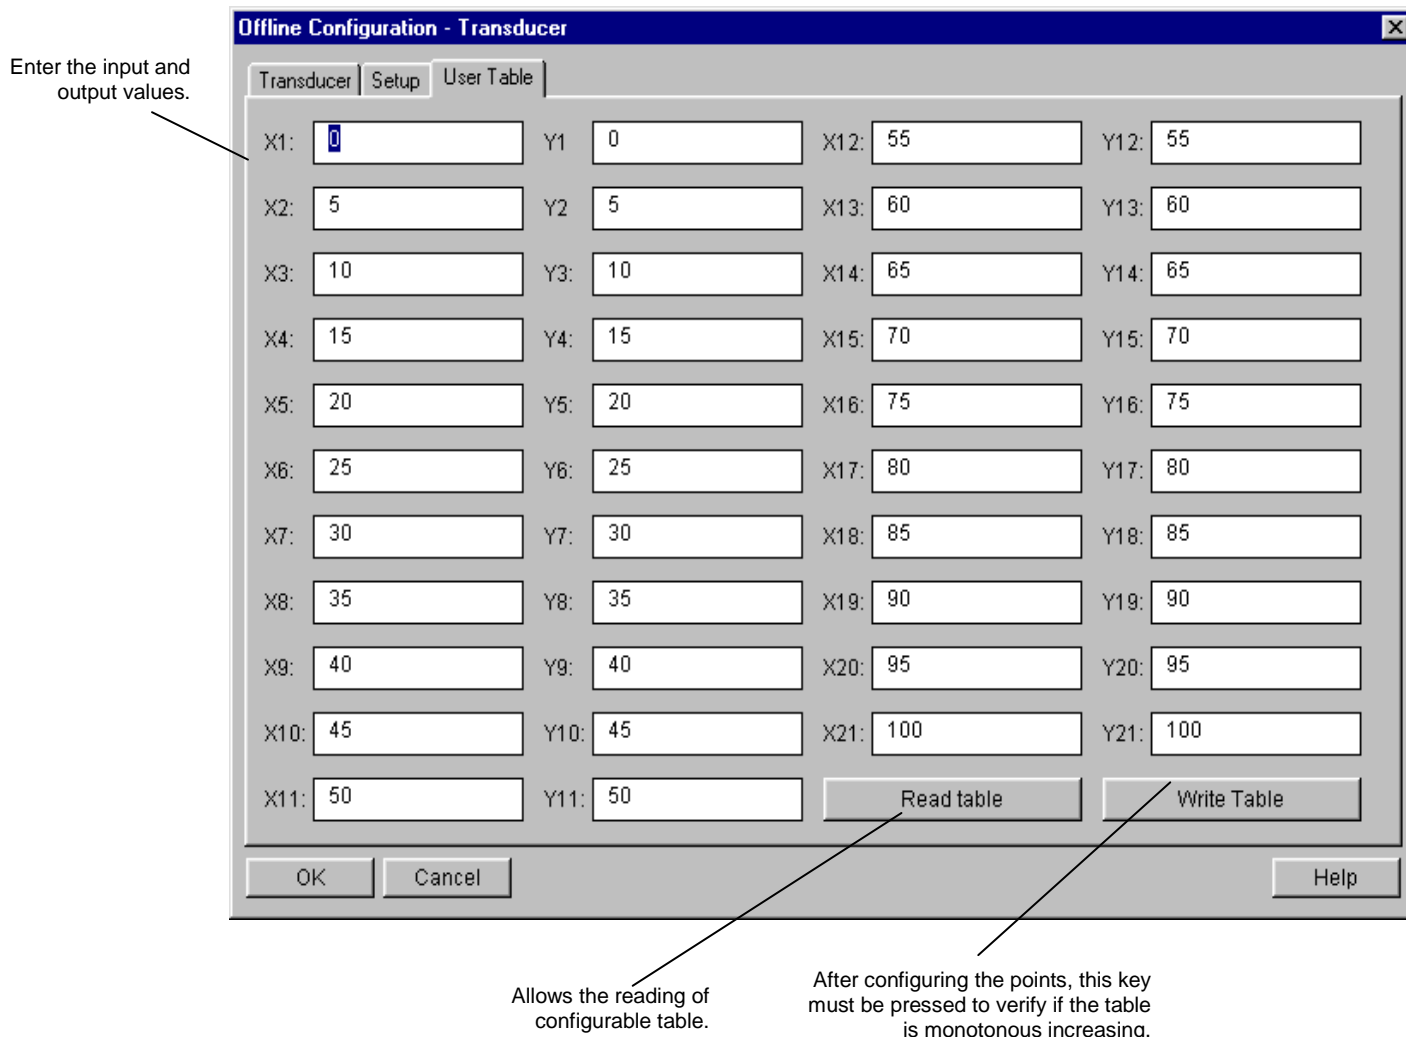 Offline Configuration - Transducer
Enter the input and
output values.
Transducer Setup User Table
X1: 0 Y1 0 X12: 55 Y12: 55
X2: 5 Y2 5 X13: 60 Y13: 60
X3: 10 Y3: 10 X14: 65 Y14: 65
X4: 15 Y4: 15 X15: 70 Y15: 70
X5: 20 Y5: 20 X16: 75 Y16: 75
X6: 25 Y6: 25 X17: 80 Y17: 80
X7: 30 Y7: 30 X18: 85 Y18: 85
X8: 35 Y8: 35 X19: 90 Y19: 90
X9: 40 Y9: 40 X20: 95 Y20: 95
X10: 45 Y10: 45 X21: 100 Y21: 100
X11: 50 Y11: 50 Read table Write Table
OK Cancel Help
Allows the reading of
configurable table.
After configuring the points, this key
must be pressed to verify if the table
is monotonous increasing.